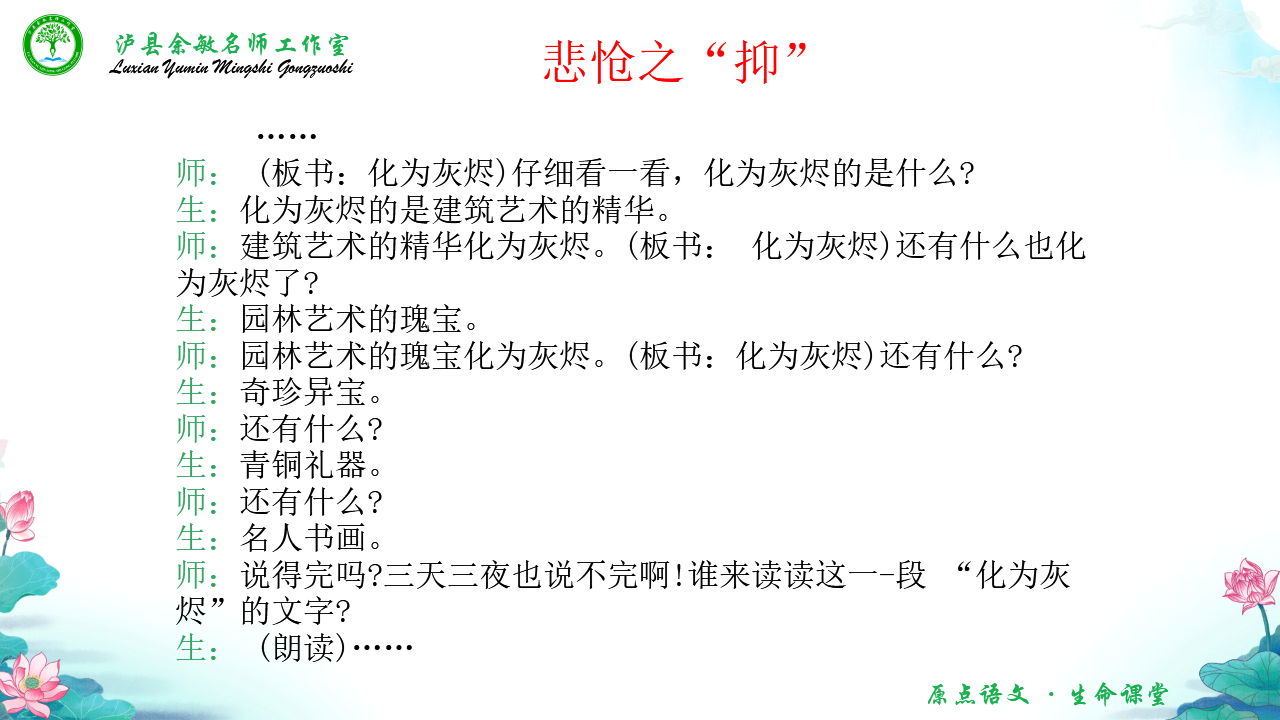 泸县余敏名师工作室
Luxian Yumin Mingshi Gongzuoshi
悲怆之“抑”
……
师： (板书：化为灰烬)仔细看一看，化为灰烬的是什么?
生：化为灰烬的是建筑艺术的精华。
师：建筑艺术的精华化为灰烬。(板书： 化为灰烬)还有什么也化
为灰烬了?
生：园林艺术的瑰宝。
师：园林艺术的瑰宝化为灰烬。(板书：化为灰烬)还有什么?
生：奇珍异宝。
师：还有什么?
生：青铜礼器。
师：还有什么?
生：名人书画。
师：说得完吗?三天三夜也说不完啊!谁来读读这一-段 “化为灰
烬”的文字?
生： (朗读)……
原点语文 · 生命课堂